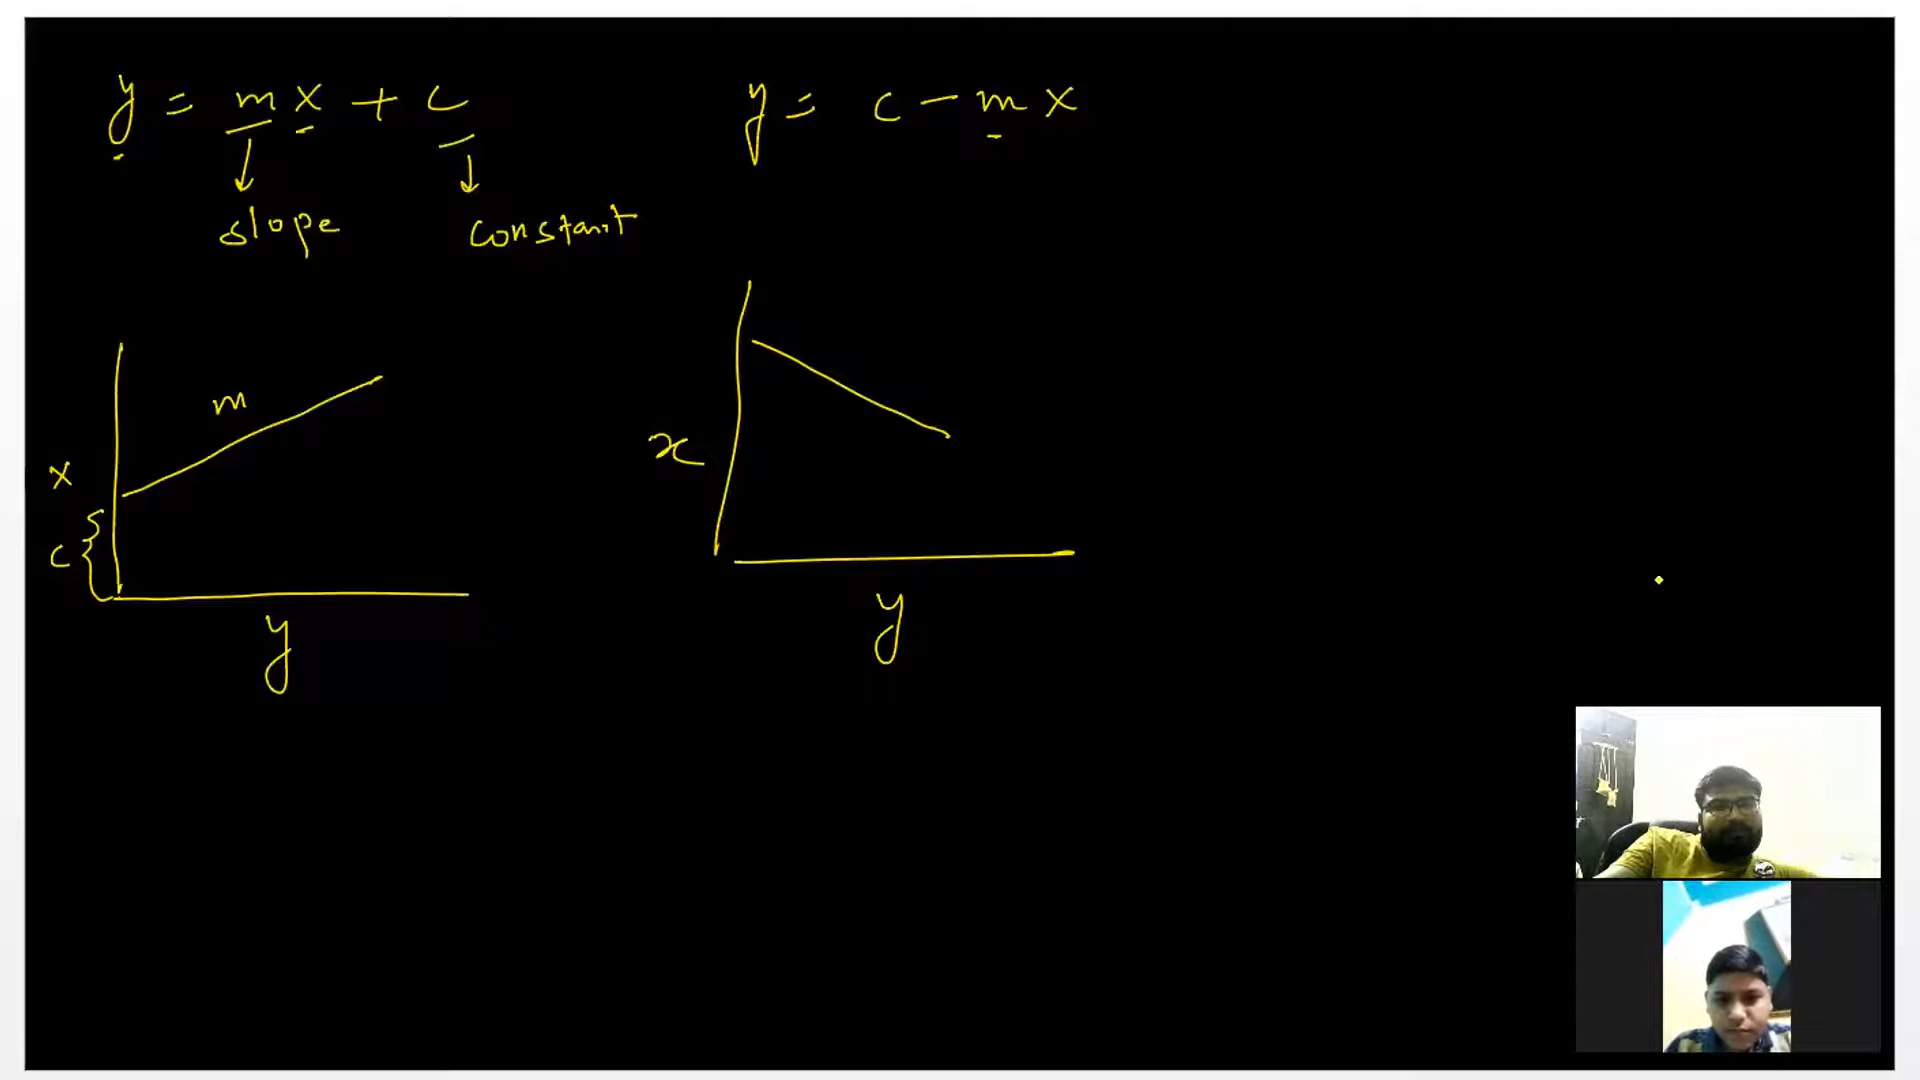 y = mx + c
slope
constant
m
x
c
y
y = c - mx
x
y